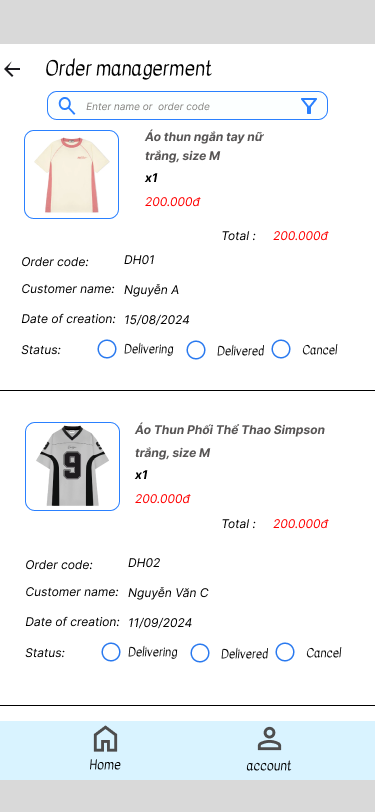 Order managerment
Enter name or order code
Áo thun ngắn tay nữ
trắng, size M
x1
200.000đ
Total : 200.000đ
Order code: DH01
Customer name: Nguyễn A
Date of creation: 15/08/2024
Status: Delivering Delivered Cancel
Áo Thun Phối Thể Thao Simpson
trắng, size M
x1
200.000đ
9
Total : 200.000đ
Order code: DH02
Customer name: Nguyễn Văn C
Date of creation: 11/09/2024
Status: Delivering Delivered Cancel
Home account